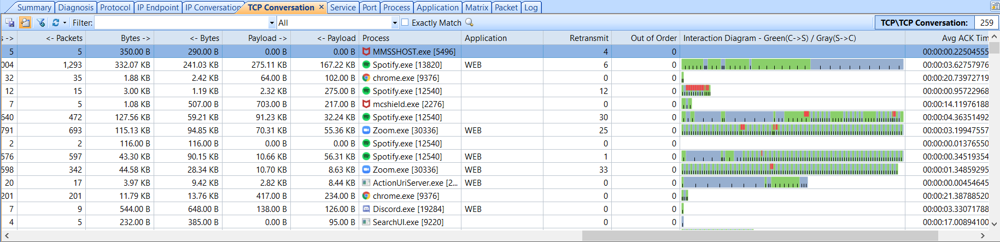 Summary Diagnosis Protocol IP Endpoint IP Conversation TCP Conversation × Service Port Process Application Matrix Packet Log
Filter: All Exactly Match TCP\TCP Conversation: 259
s -> <- Packets Bytes -> <- Bytes Payload -> <- Payload Process Application Retransmit Out of Order Interaction Diagram - Green(C->S) / Gray(S->C) Avg ACK Tim
5 5 350.00 B 290.00 B 0.00 B 0.00 B MMSSHOST.exe [5496] 4 0 00:00:00.22504555
004 1,293 332.07 KB 241.03 KB 275.11 KB 167.22 KB Spotify.exe [13820] WEB 6 0 00:00:03.62757976
32 35 1.88 KB 2.42 KB 64.00 B 102.00 B chrome.exe [9376] 0 0 00:00:20.73972719
12 15 3.00 KB 1.19 KB 2.32 KB 275.00 B Spotify.exe [12540] 12 0 00:00:00.95722968
7 5 1.08 KB 507.00 B 703.00 B 217.00 B mcshield.exe [2276] 0 0 00:00:14.11976188
640 472 127.56 KB 59.21 KB 91.23 KB 32.24 KB Spotify.exe [12540] 30 0 00:00:04.36351492
791 693 115.13 KB 94.85 KB 70.31 KB 55.36 KB Zoom.exe [30336] WEB 25 0 00:00:03.19947557
2 2 116.00 B 116.00 B 0.00 B 0.00 B Spotify.exe [12540] 0 0 00:00:00.01376550
576 597 43.30 KB 90.15 KB 10.66 KB 56.31 KB Spotify.exe [12540] WEB 1 0 00:00:00.34519354
598 342 44.58 KB 28.34 KB 10.70 KB 8.63 KB Zoom.exe [30336] WEB 33 0 00:00:01.34859295
20 17 3.97 KB 9.42 KB 2.82 KB 8.44 KB ActionUriServer.exe [2... WEB 0 0 00:00:00.00454645
201 201 11.79 KB 13.76 KB 417.00 B 234.00 B chrome.exe [9376] 0 0 00:00:21.38788520
7 9 544.00 B 648.00 B 138.00 B 126.00 B Discord.exe [19284] WEB 0 0 00:00:03.33071788
4 5 232.00 B 385.00 B 0.00 B 95.00 B SearchUI.exe [9220] 0 0 00:00:17.00894100